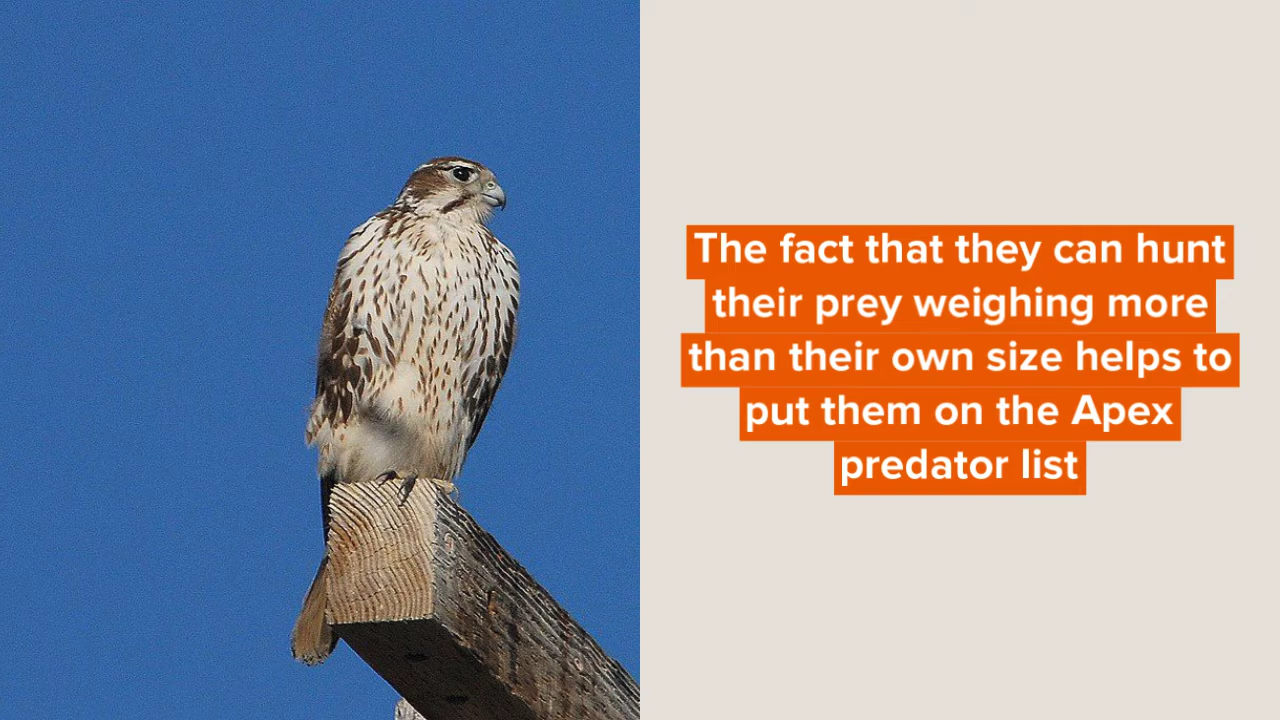 The fact that they can hunt
their prey weighing more
than their own size helps to
put them on the Apex
predator list